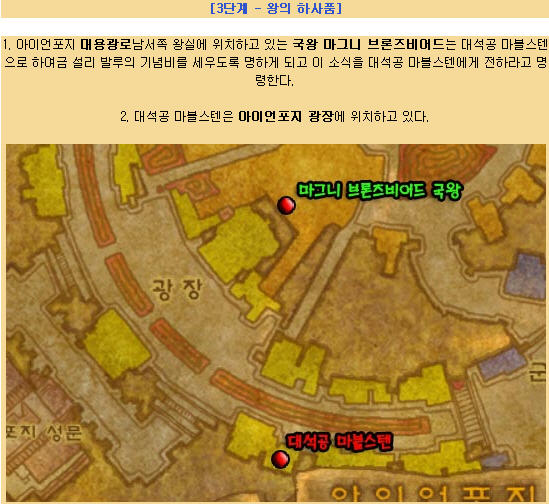 [3단계 - 왕의 하사품]
1. 아이언포지 대용광로남서쪽 왕실에 위치하고 있는 국왕 마그니 브론즈비어드는 대석공 마블스텐
으로 하여금 설리 발루의 기념비를 세우도록 명하게 되고 이 소식을 대석공 마블스텐에게 전하라고 명
령한다.
2. 대석공 마블스텐은 아이언포지 광장에 위치하고 있다.
마그니 브론즈비어드 국왕
광장
포지 성문
대석공 마블스텐
아이언포지